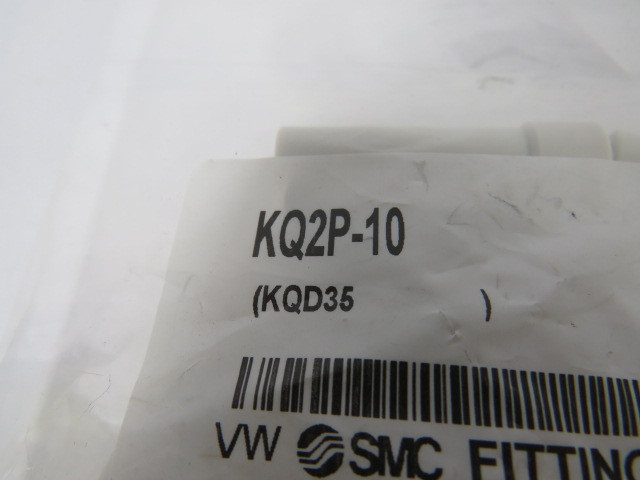 KQ2P-10
(KQD35 )
VW SMC FITTING